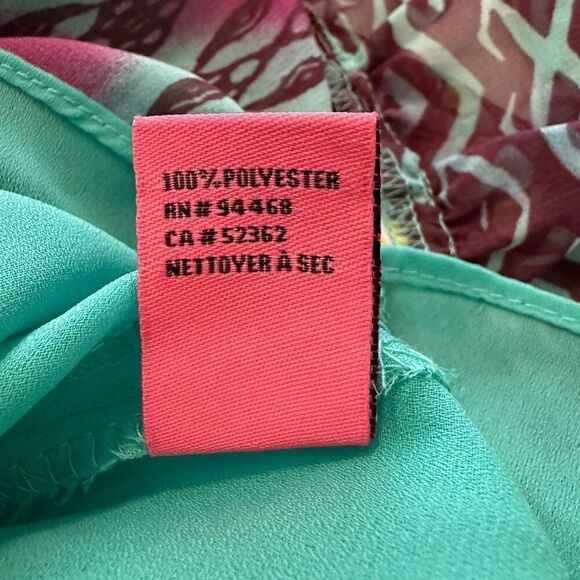 100% POLYESTER
RN # 94468
CA # 52362
NETTOYER À SEC